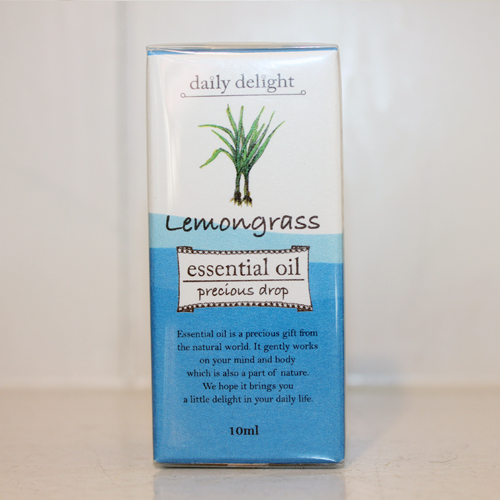 daily delight
Lemongrass
essential oil
precious drop
Essential oil is a precious gift from
the natural world. It gently works
on your mind and body
which is also a part of nature.
We hope it brings you
a little delight in your daily life.
10ml